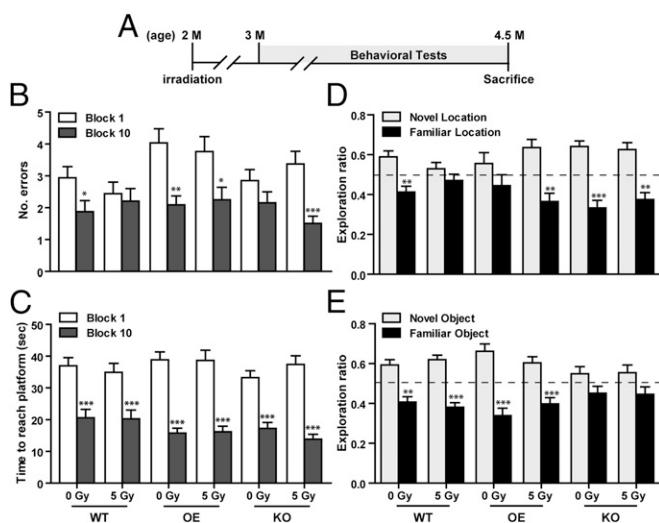 A
(age) 2 M 3 M 4.5 M
Behavioral Tests
irradiation Sacrifice
B
Block 1
Block 10
No. errors
5
4
3
2
1
0
* ** * ***
C
Block 1
Block 10
Time to reach platform (sec)
50
40
30
20
10
0
*** *** *** *** *** ***
0 Gy 5 Gy 0 Gy 5 Gy 0 Gy 5 Gy
WT OE KO
D
Novel Location
Familiar Location
Exploration ratio
0.8
0.6
0.4
0.2
0.0
** ** *** **
E
Novel Object
Familiar Object
Exploration ratio
0.8
0.6
0.4
0.2
0.0
** *** *** ***
0 Gy 5 Gy 0 Gy 5 Gy 0 Gy 5 Gy
WT OE KO